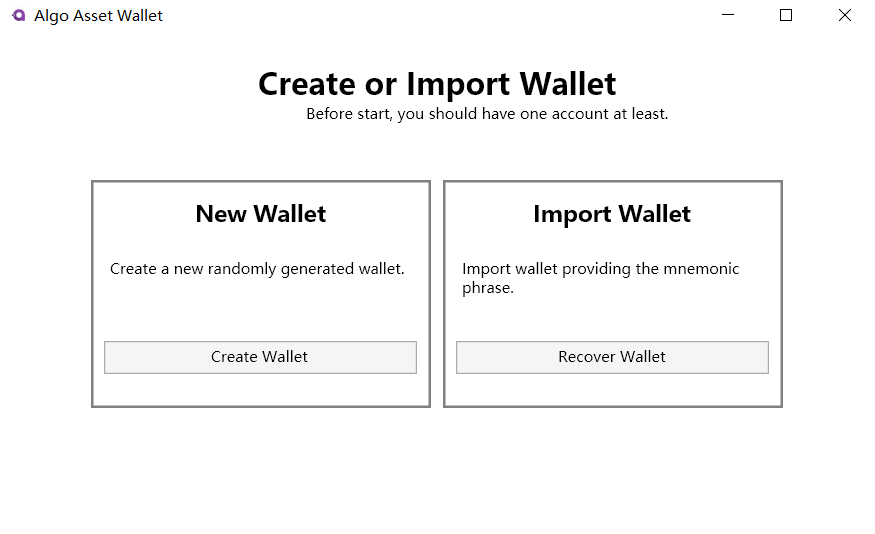 Algo Asset Wallet
Create or Import Wallet
Before start, you should have one account at least.
New Wallet
Create a new randomly generated wallet.
Create Wallet
Import Wallet
Import wallet providing the mnemonic
phrase.
Recover Wallet